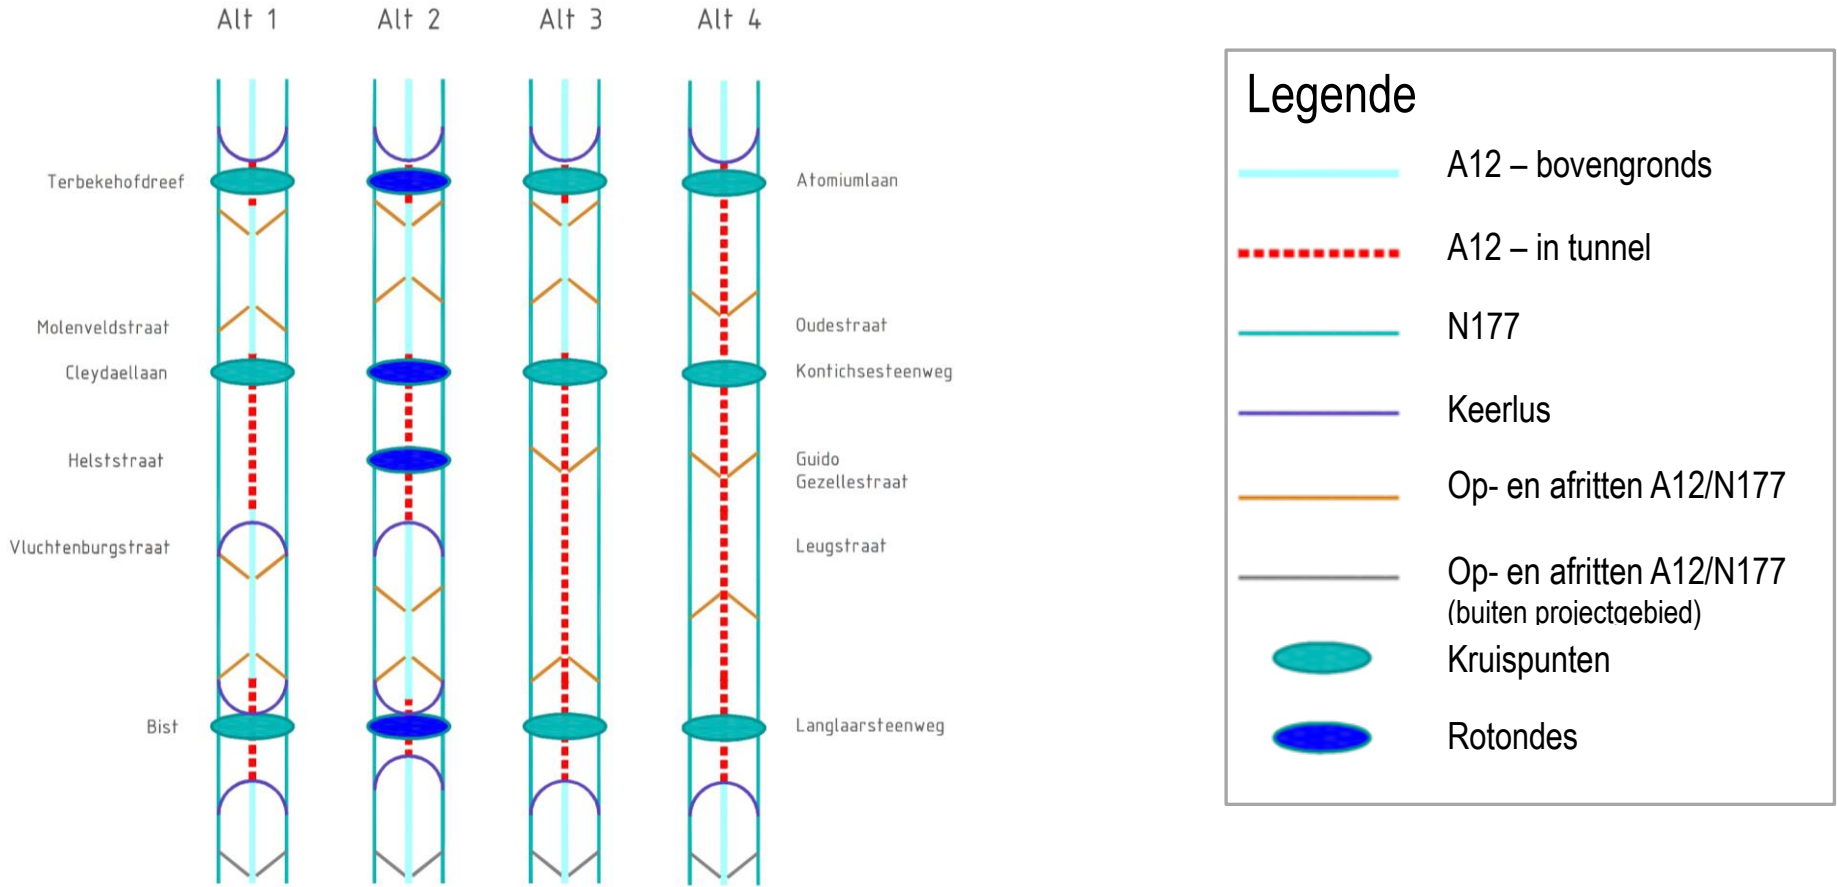 Alt 1
Alt 2
Alt 3
Alt 4
Terbekehofdreef
Atomiumlaan
Molenveldstraat
Oudestraat
Cleydaellaan
Kontichsesteenweg
Helststraat
Guido
Gezellestraat
Vluchtenburgstraat
Leugstraat
Bist
Langlaarsteenweg
Legende
A12 – bovengronds
A12 – in tunnel
N177
Keerlus
Op- en afritten A12/N177
Op- en afritten A12/N177
(buiten projectgebied)
Kruispunten
Rotondes